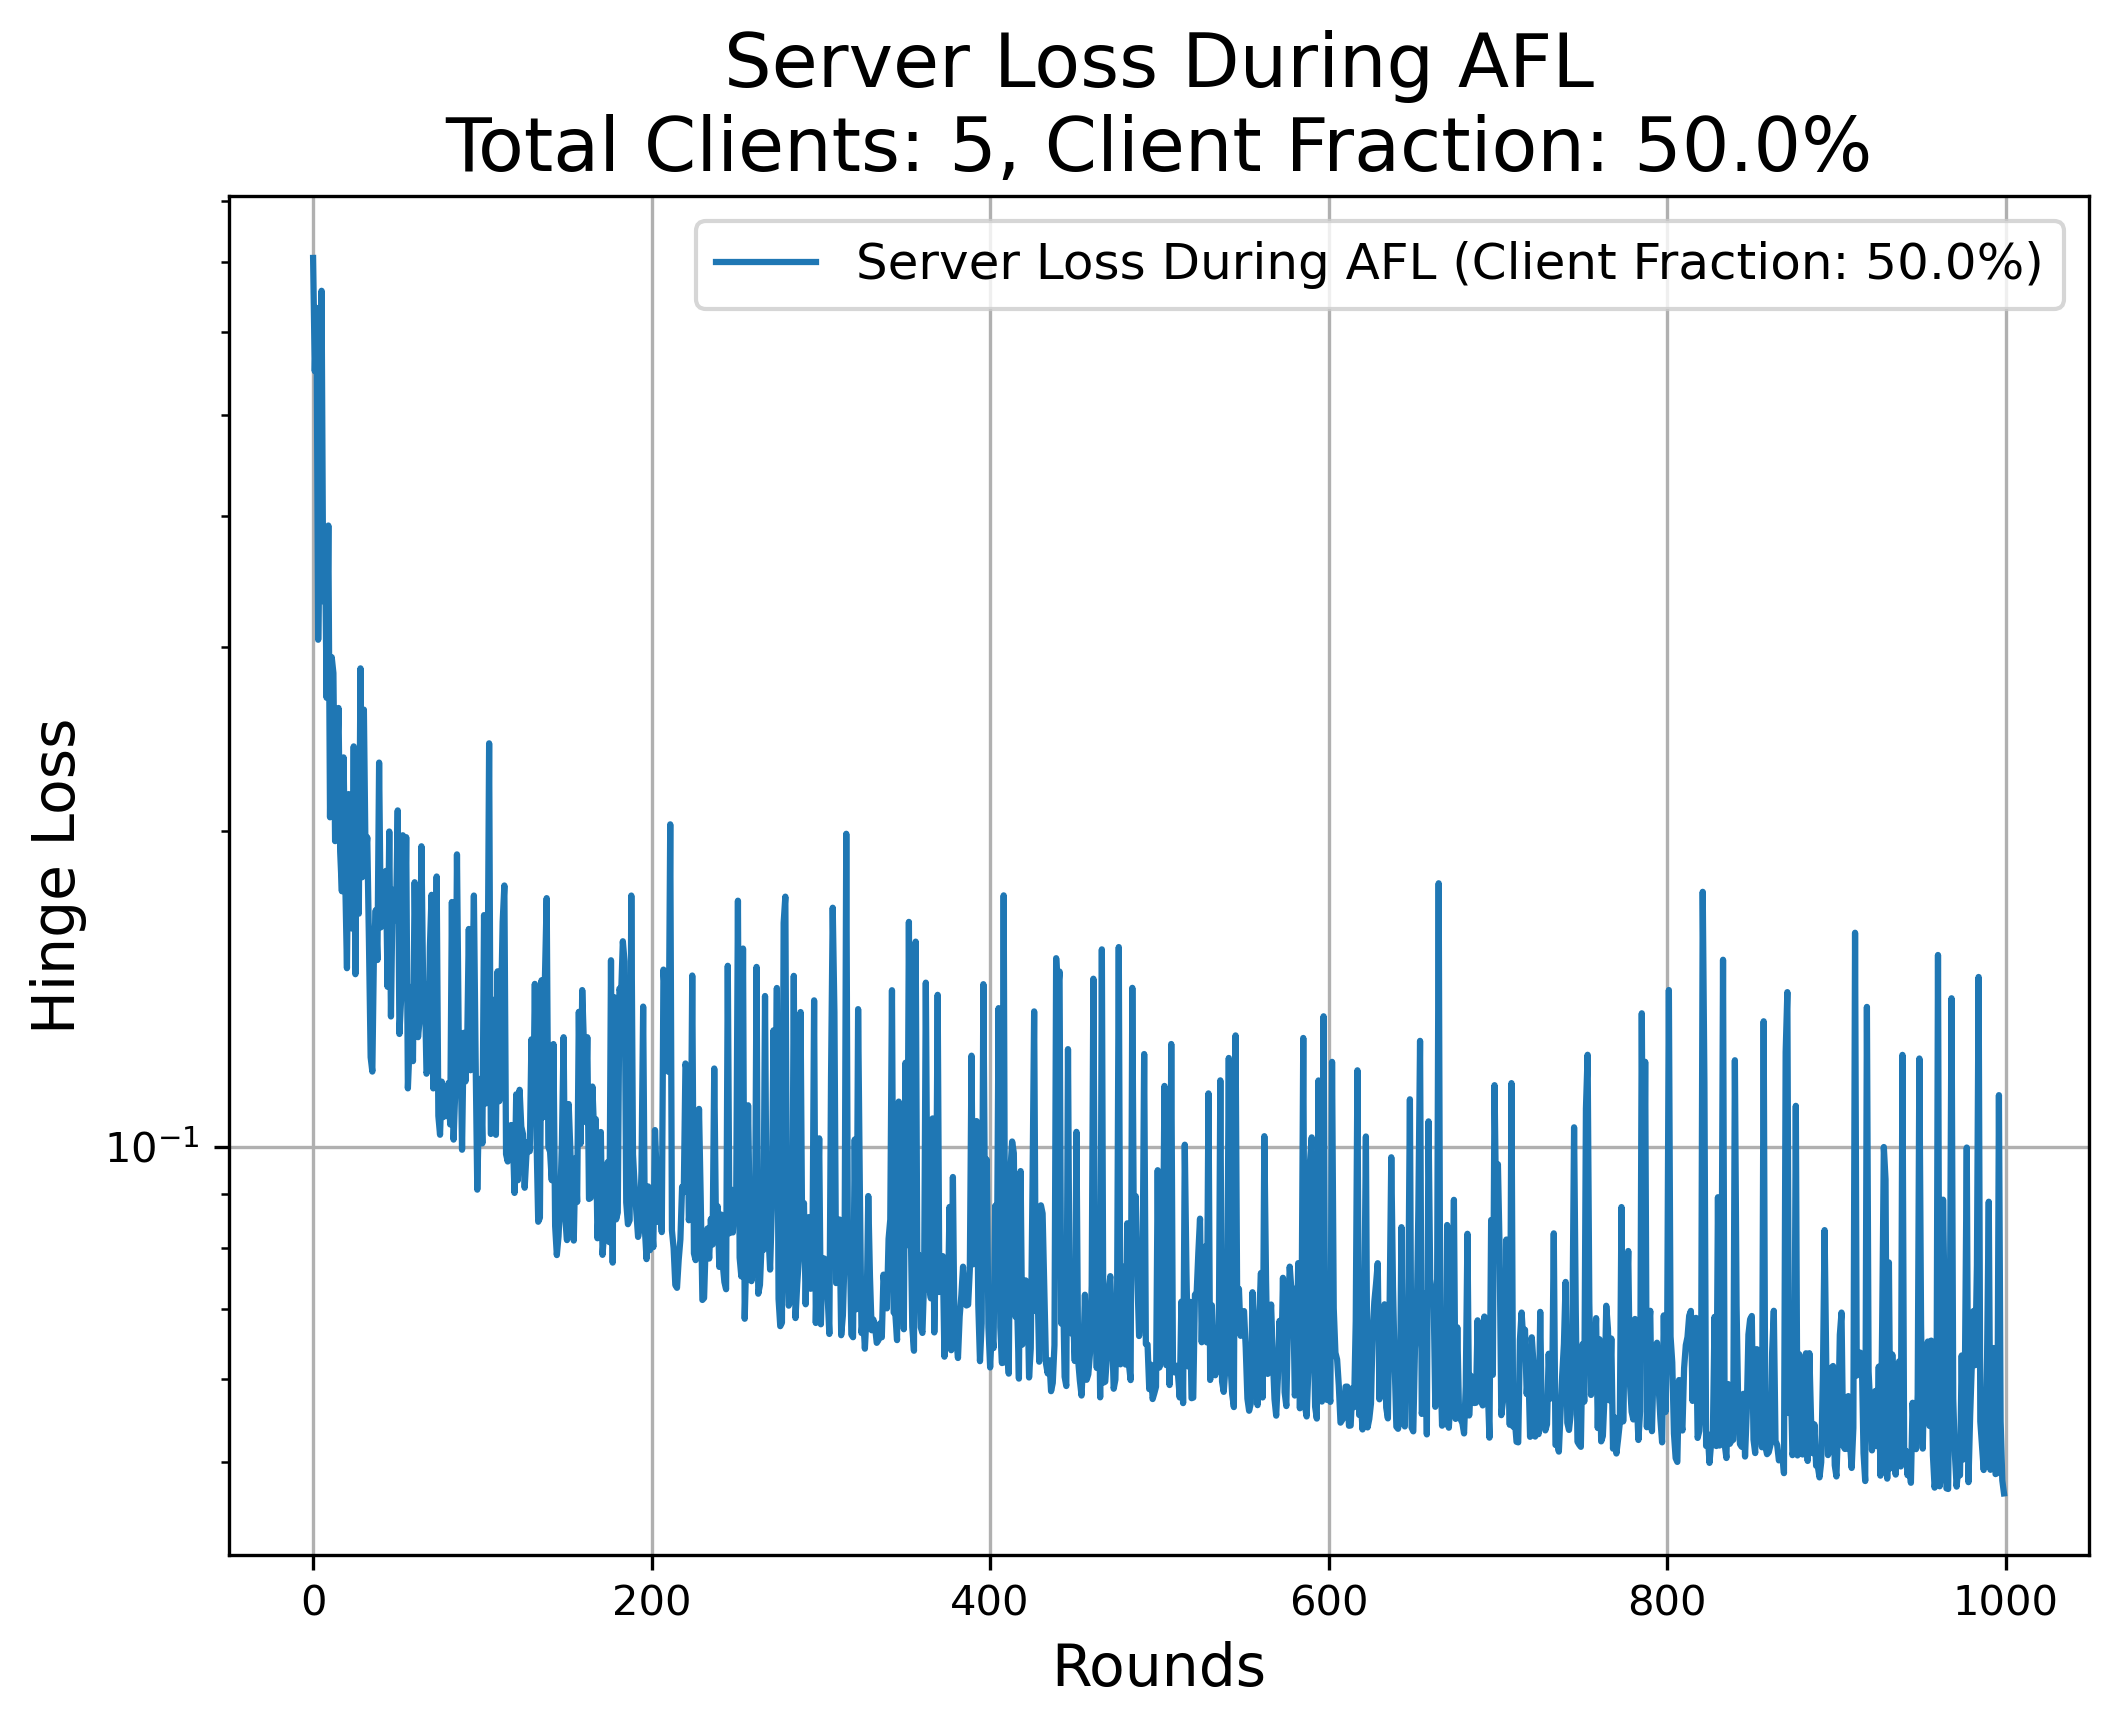 Server Loss During AFL
Total Clients: 5, Client Fraction: 50.0%
Server Loss During AFL (Client Fraction: 50.0%)
Hinge Loss
10⁻¹
0 200 400 600 800 1000
Rounds